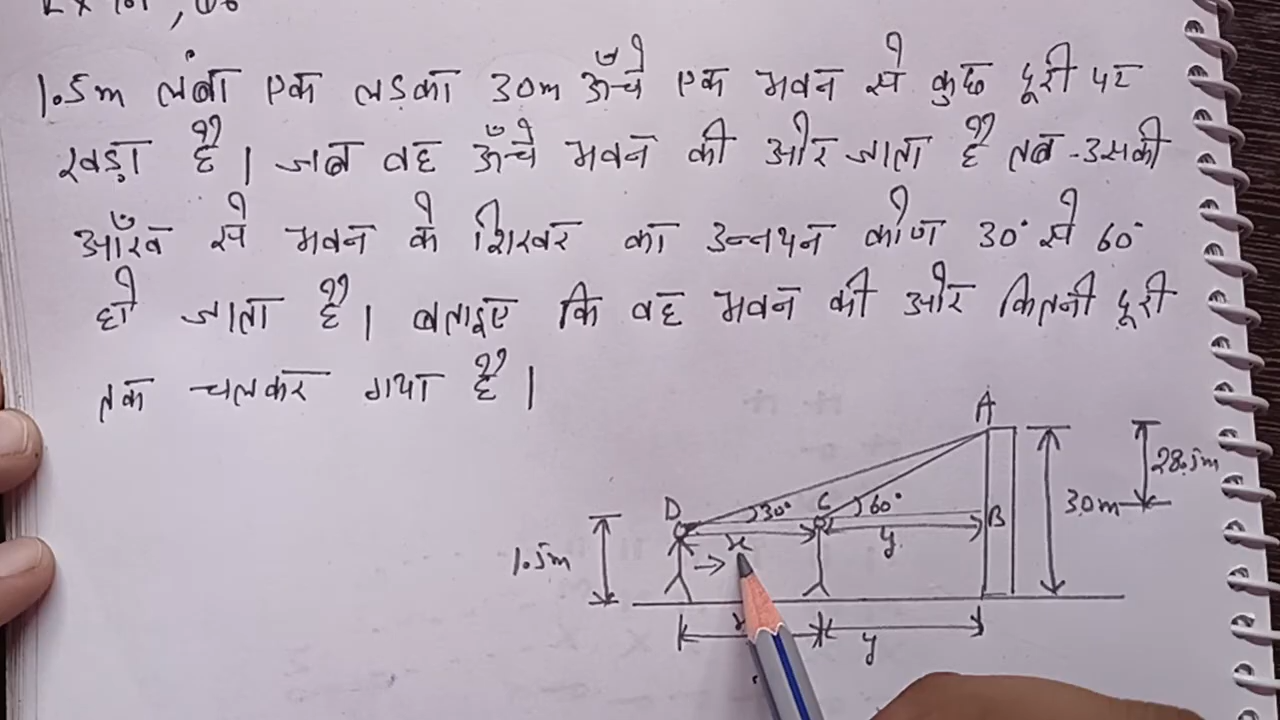 1.5m लंबा एक लड़का 30m ऊँचे एक भवन से कुछ दूरी पर
खड़ा है। जब वह ऊँचे भवन की ओर जाता है तब उसकी
आँख से भवन के शिखर का उन्नयन कोण 30° से 60°
हो जाता है। बताइए कि वह भवन की ओर कितनी दूरी
तक चलकर गया है।
A
28.5m
D 30° C 60° B 30m
x y
1.5m
y